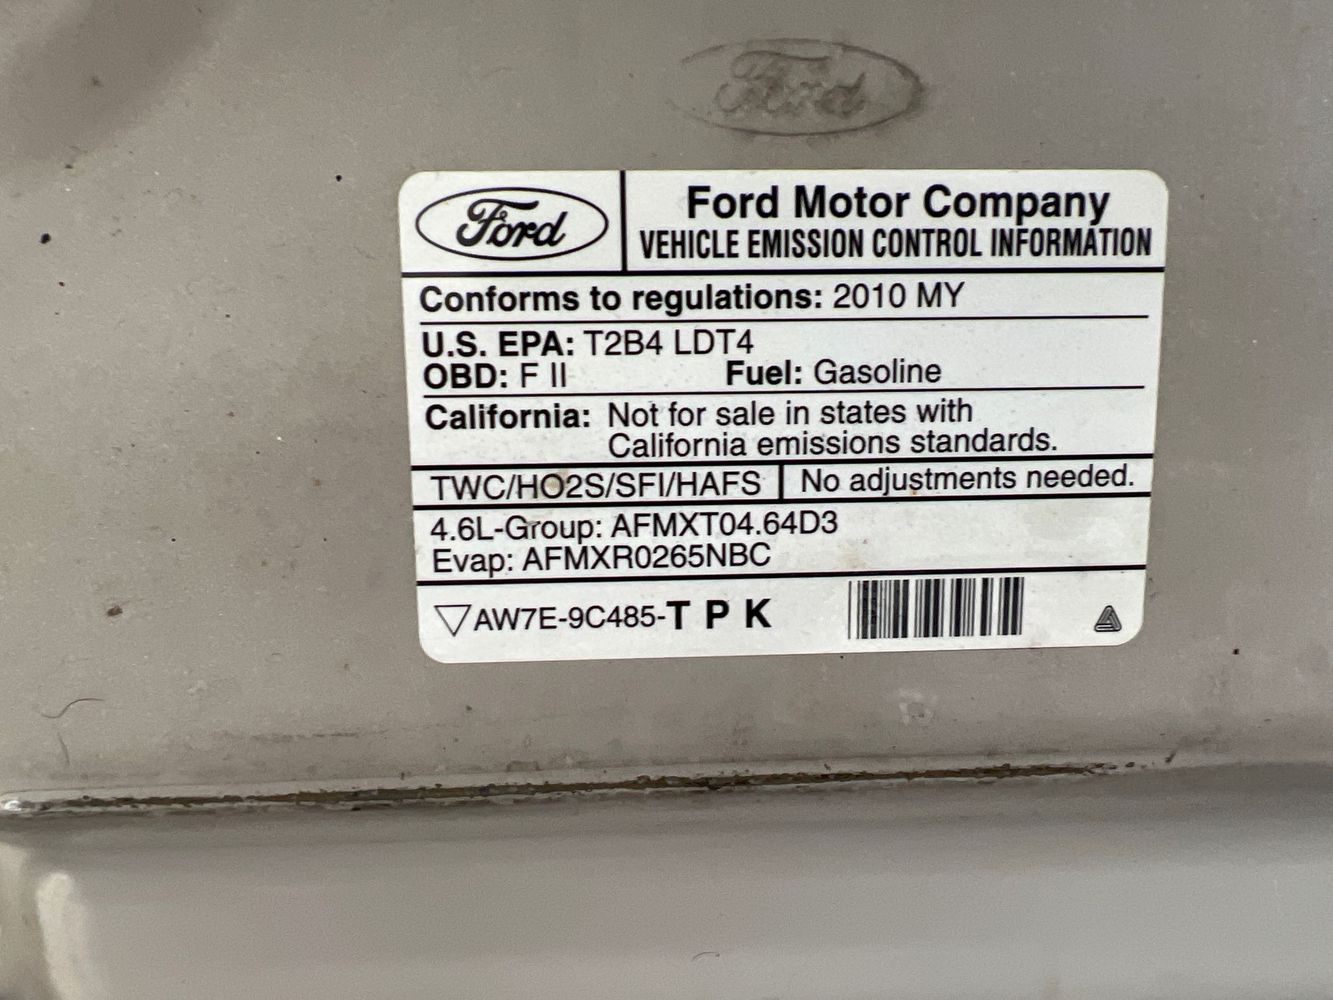 Ford
Ford
Ford Motor Company
VEHICLE EMISSION CONTROL INFORMATION
Conforms to regulations: 2010 MY
U.S. EPA: T2B4 LDT4
OBD: F II Fuel: Gasoline
California: Not for sale in states with
California emissions standards.
TWC/HO2S/SFI/HAFS No adjustments needed.
4.6L-Group: AFMXT04.64D3
Evap: AFMXR0265NBC
AW7E-9C485-T P K